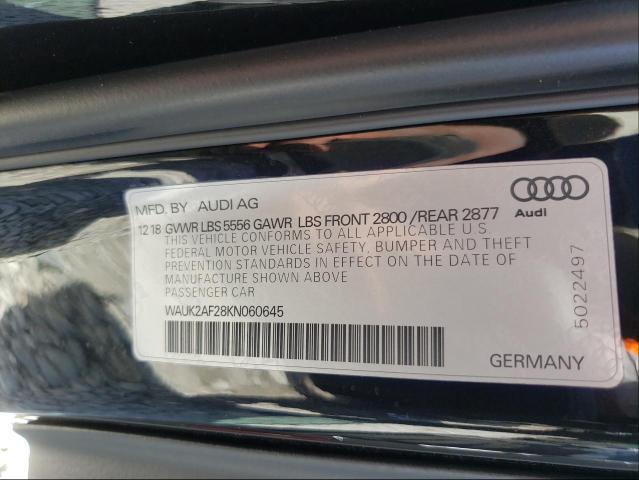 MFD. BY AUDI AG
Audi
12 18 GWWR LBS 5556 GAWR LBS FRONT 2800 / REAR 2877
THIS VEHICLE CONFORMS TO ALL APPLICABLE U.S.
FEDERAL MOTOR VEHICLE SAFETY, BUMPER AND THEFT
PREVENTION STANDARDS IN EFFECT ON THE DATE OF
MANUFACTURE SHOWN ABOVE
PASSENGER CAR
WAUK2AF28KN060645
5022497
GERMANY